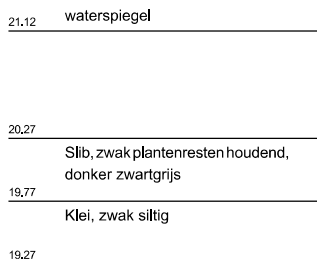 21.12 waterspiegel
20.27
Slib, zwak plantenresten houdend,
donker zwartgrijs
19.77
Klei, zwak siltig
19.27